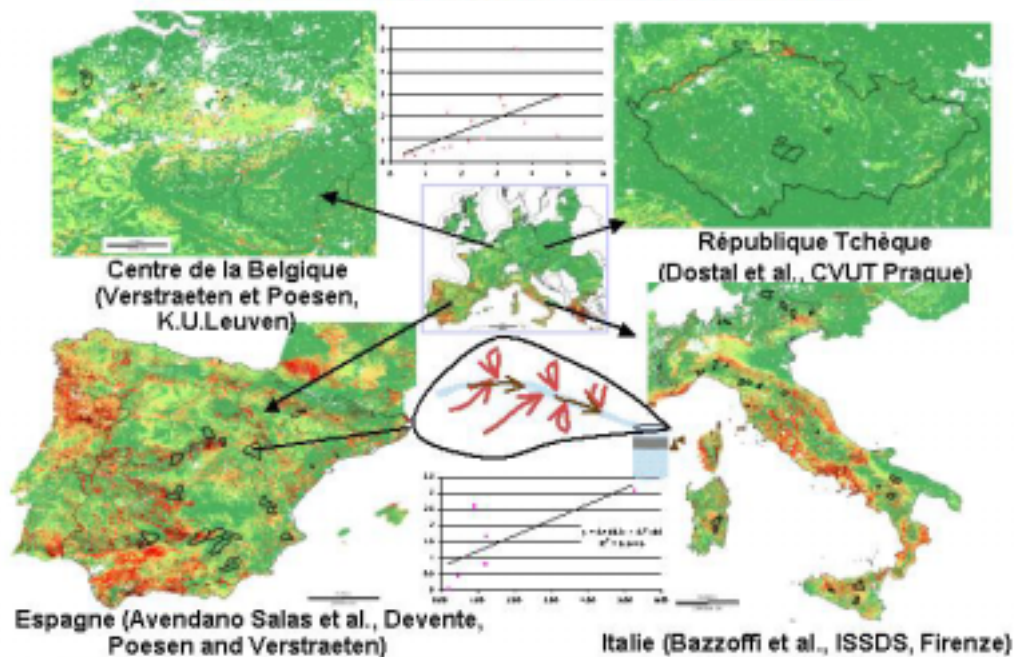 Centre de la Belgique
(Verstraeten et Poesen,
K.U.Leuven)
République Tchèque
(Dostal et al., CVUT Prague)
Espagne (Avendano Salas et al., Devente,
Poesen and Verstraeten)
Italie (Bazzoffi et al., ISSDS, Firenze)